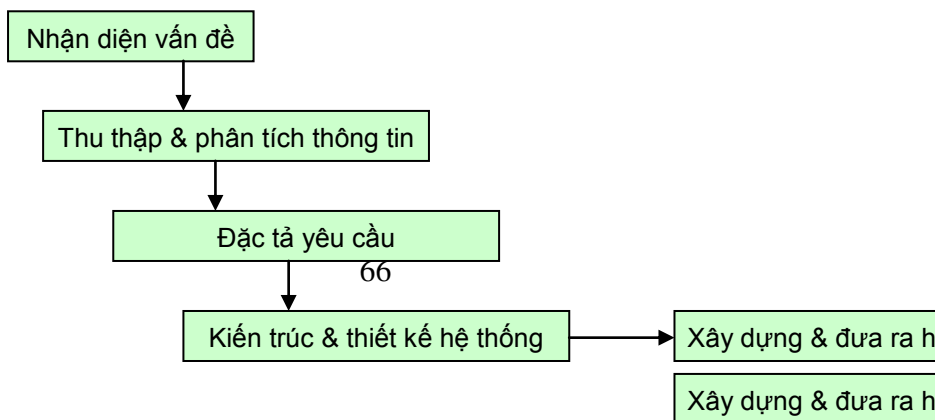 Nhận diện vấn đề
Thu thập & phân tích thông tin
Đặc tả yêu cầu
66
Kiến trúc & thiết kế hệ thống
Xây dựng & đưa ra h
Xây dựng & đưa ra h